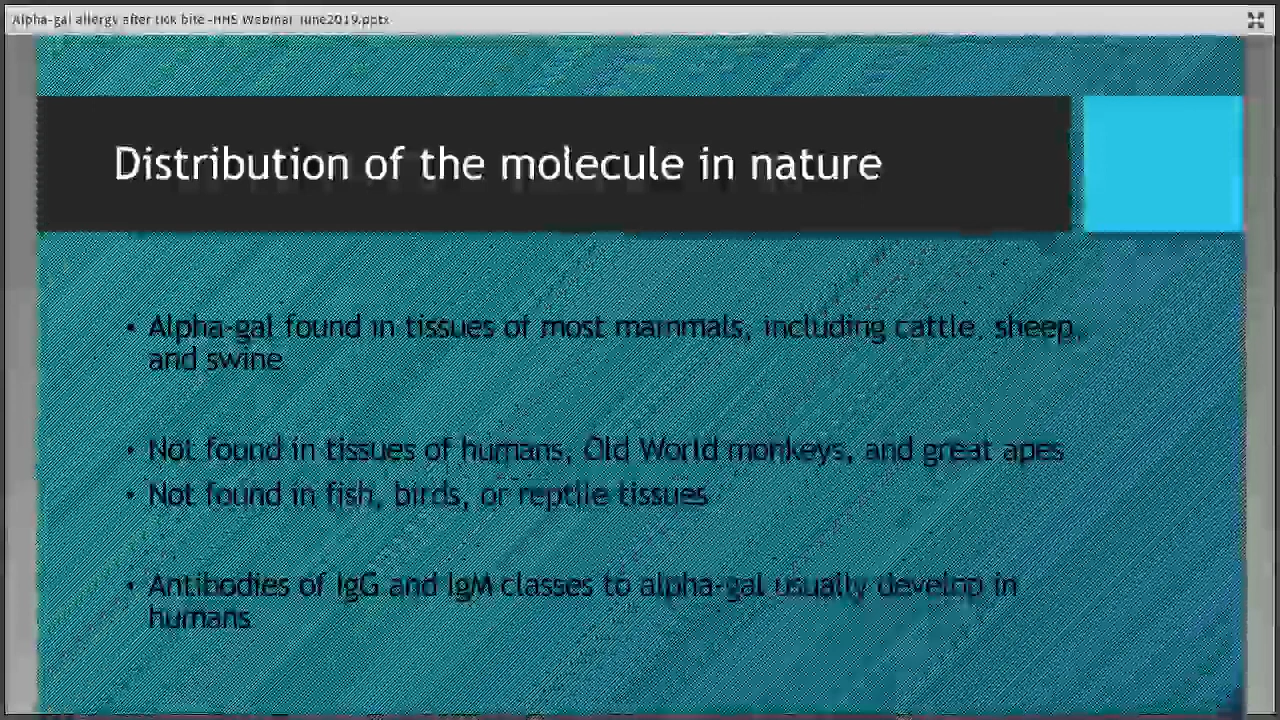 Alpha-gal allergy after tick bite -HHS Webinar June2019.pptx
Distribution of the molecule in nature
• Alpha-gal found in tissues of most mammals, including cattle, sheep,
and swine
• Not found in tissues of humans, Old World monkeys, and great apes
• Not found in fish, birds, or reptile tissues
• Antibodies of IgG and IgM classes to alpha-gal usually develop in
humans